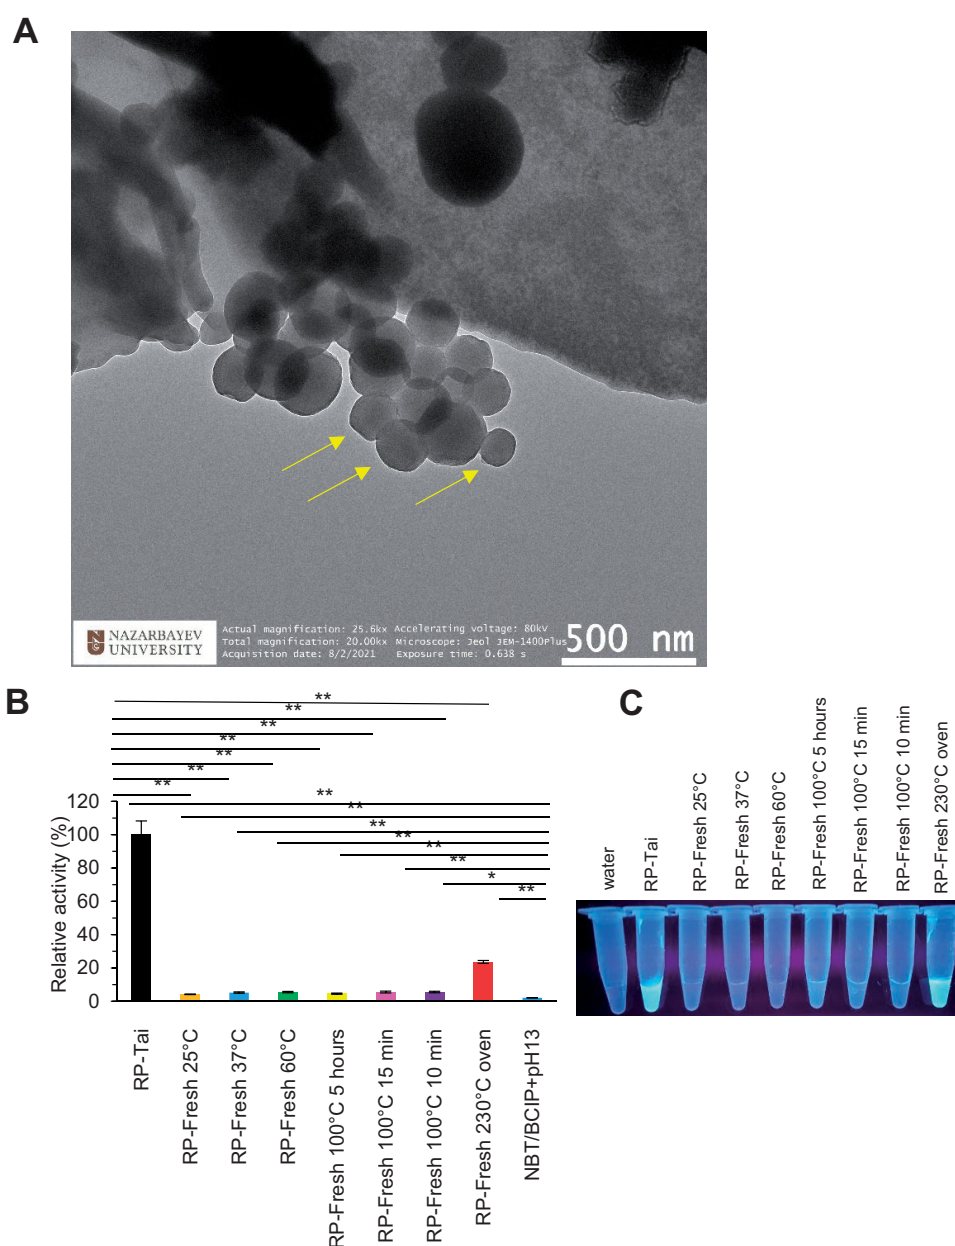 A
NAZARBAYEV
UNIVERSITY
Actual magnification: 25.6kx Accelerating voltage: 80kV
Total magnification: 20.00kx Microscope: Jeol JEM-1400Plus
Acquisition date: 8/2/2021 Exposure time: 0.638 s
500 nm
B
**
**
**
**
**
**
**
**
**
**
**
**
**
*
**
Relative activity (%)
120
100
80
60
40
20
0
RP-Tai
RP-Fresh 25°C
RP-Fresh 37°C
RP-Fresh 60°C
RP-Fresh 100°C 5 hours
RP-Fresh 100°C 15 min
RP-Fresh 100°C 10 min
RP-Fresh 230°C oven
NBT/BCIP+pH13
C
water
RP-Tai
RP-Fresh 25°C
RP-Fresh 37°C
RP-Fresh 60°C
RP-Fresh 100°C 5 hours
RP-Fresh 100°C 15 min
RP-Fresh 100°C 10 min
RP-Fresh 230°C oven